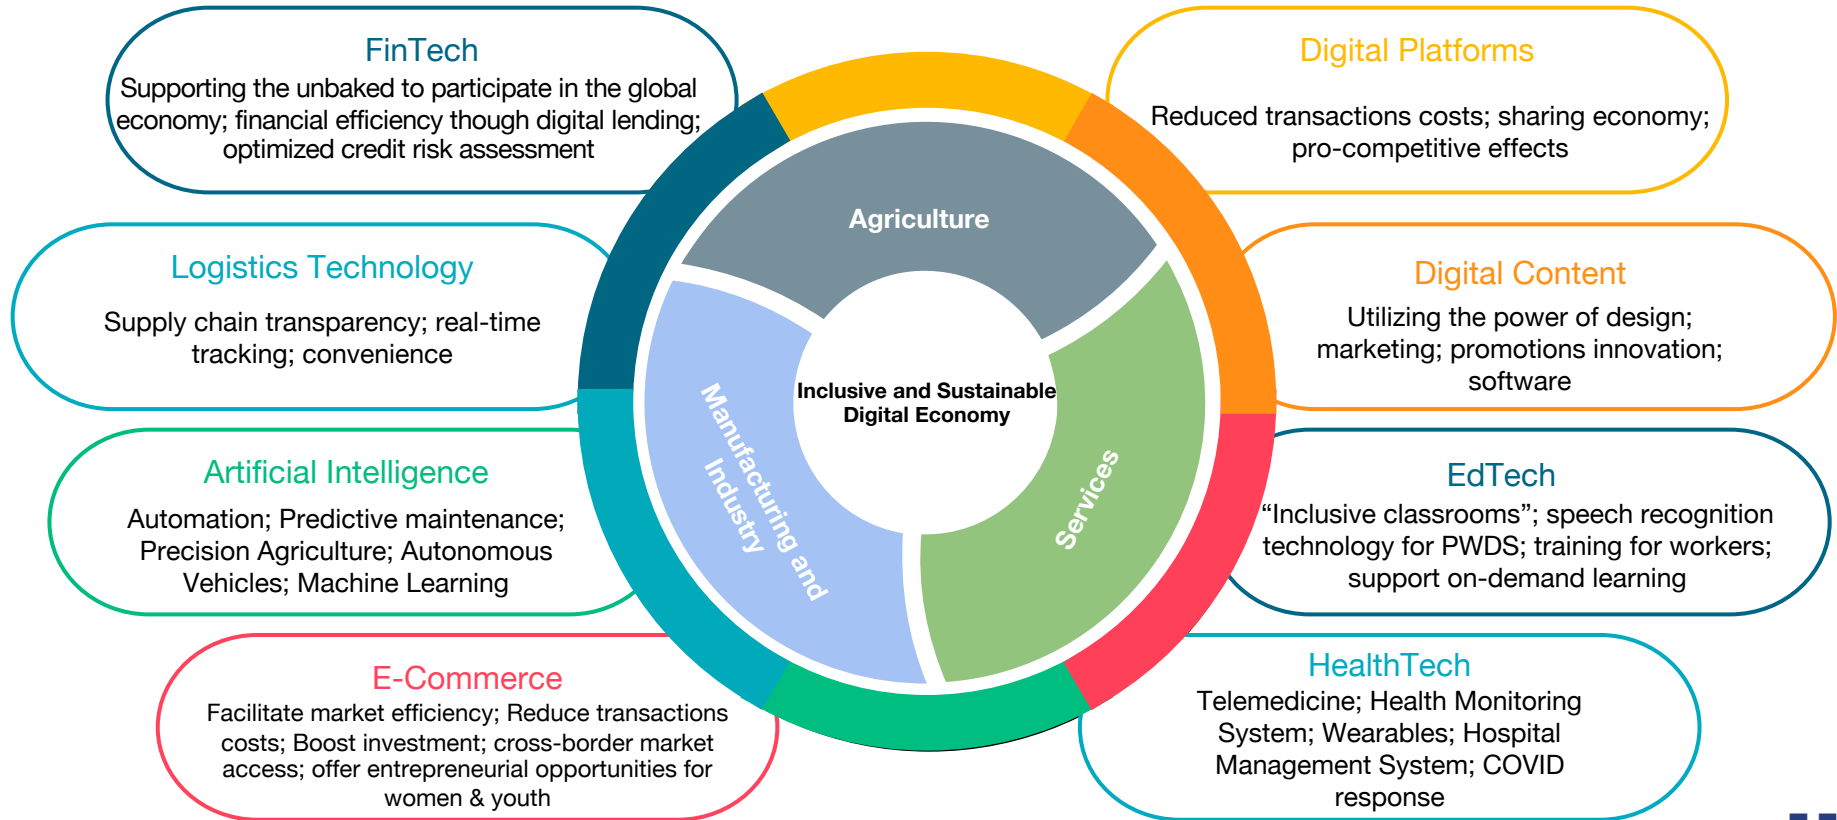 FinTech
Supporting the unbaked to participate in the global
economy; financial efficiency though digital lending;
optimized credit risk assessment
Digital Platforms
Reduced transactions costs; sharing economy;
pro-competitive effects
Logistics Technology
Supply chain transparency; real-time
tracking; convenience
Digital Content
Utilizing the power of design;
marketing; promotions innovation;
software
Artificial Intelligence
Automation; Predictive maintenance;
Precision Agriculture; Autonomous
Vehicles; Machine Learning
EdTech
“Inclusive classrooms”; speech recognition
technology for PWDS; training for workers;
support on-demand learning
E-Commerce
Facilitate market efficiency; Reduce transactions
costs; Boost investment; cross-border market
access; offer entrepreneurial opportunities for
women & youth
HealthTech
Telemedicine; Health Monitoring
System; Wearables; Hospital
Management System; COVID
response
Agriculture
Manufacturing and
Industry
Services
Inclusive and Sustainable
Digital Economy